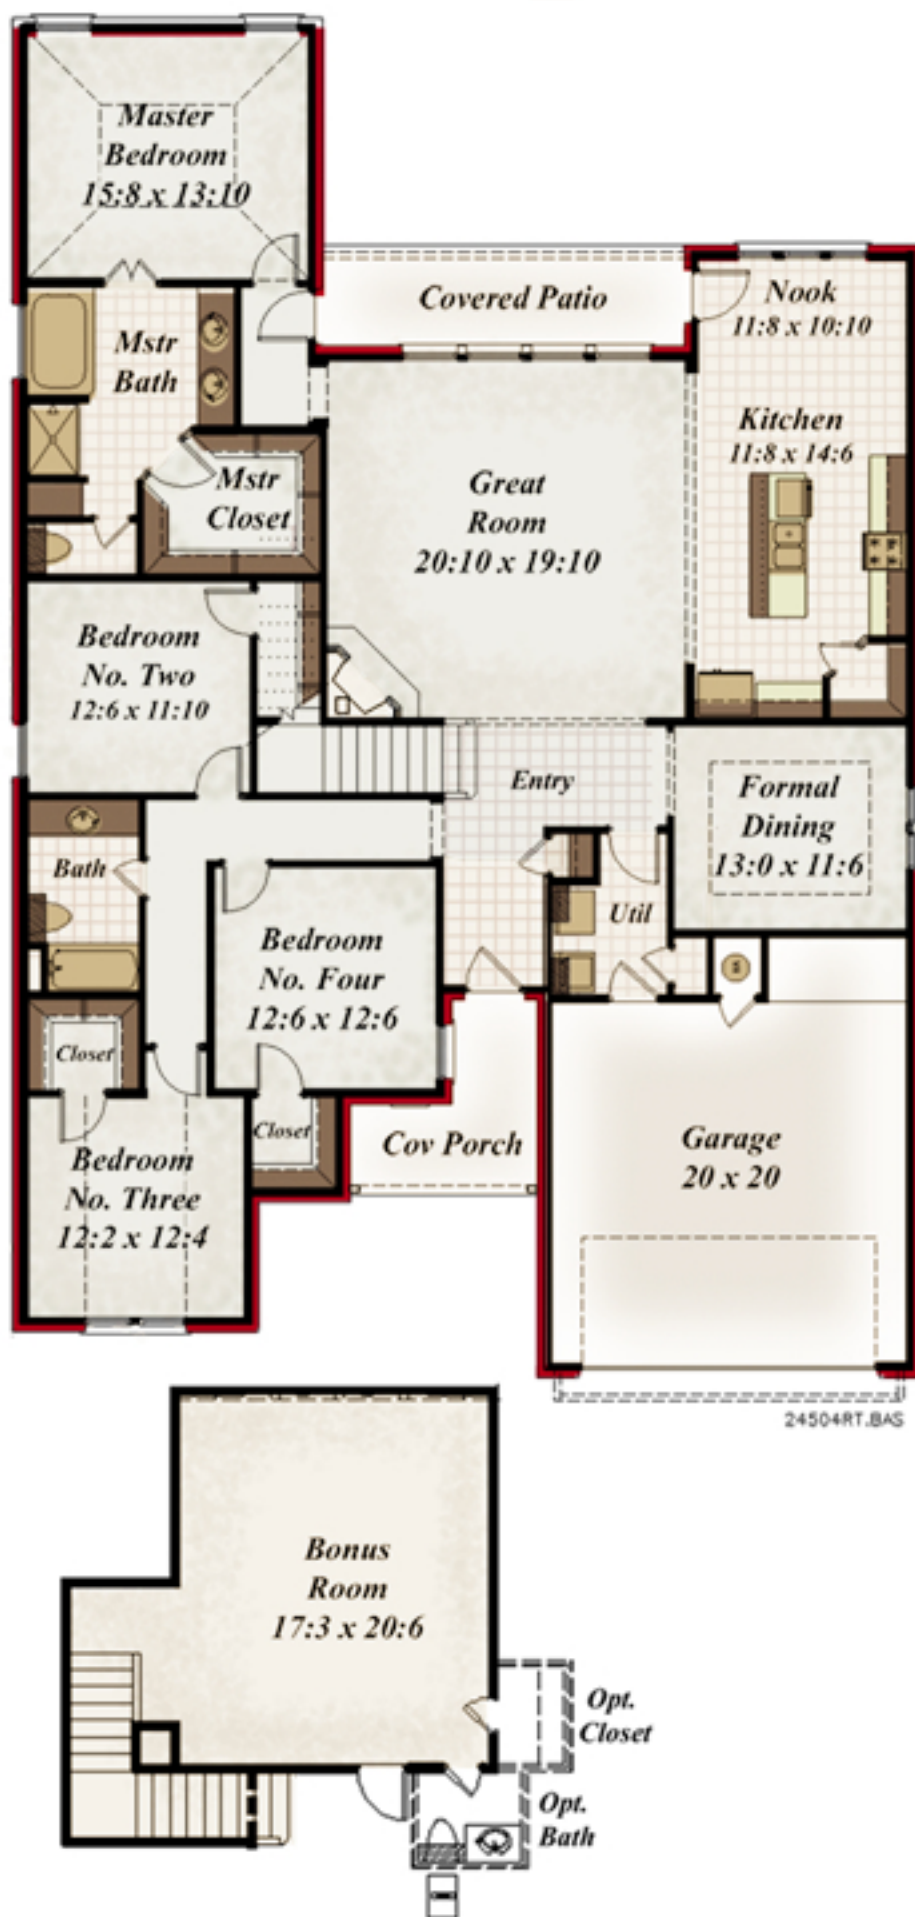 Master
Bedroom
15:8 x 13:10
Covered Patio
Nook
11:8 x 10:10
Mstr
Bath
Kitchen
11:8 x 14:6
Mstr
Closet
Great
Room
20:10 x 19:10
Bedroom
No. Two
12:6 x 11:10
Entry
Formal
Dining
13:0 x 11:6
Bath
Util
Bedroom
No. Four
12:6 x 12:6
Closet
Closet
Cov Porch
Garage
20 x 20
Bedroom
No. Three
12:2 x 12:4
24504RT.BAS
Bonus
Room
17:3 x 20:6
Opt.
Closet
Opt.
Bath